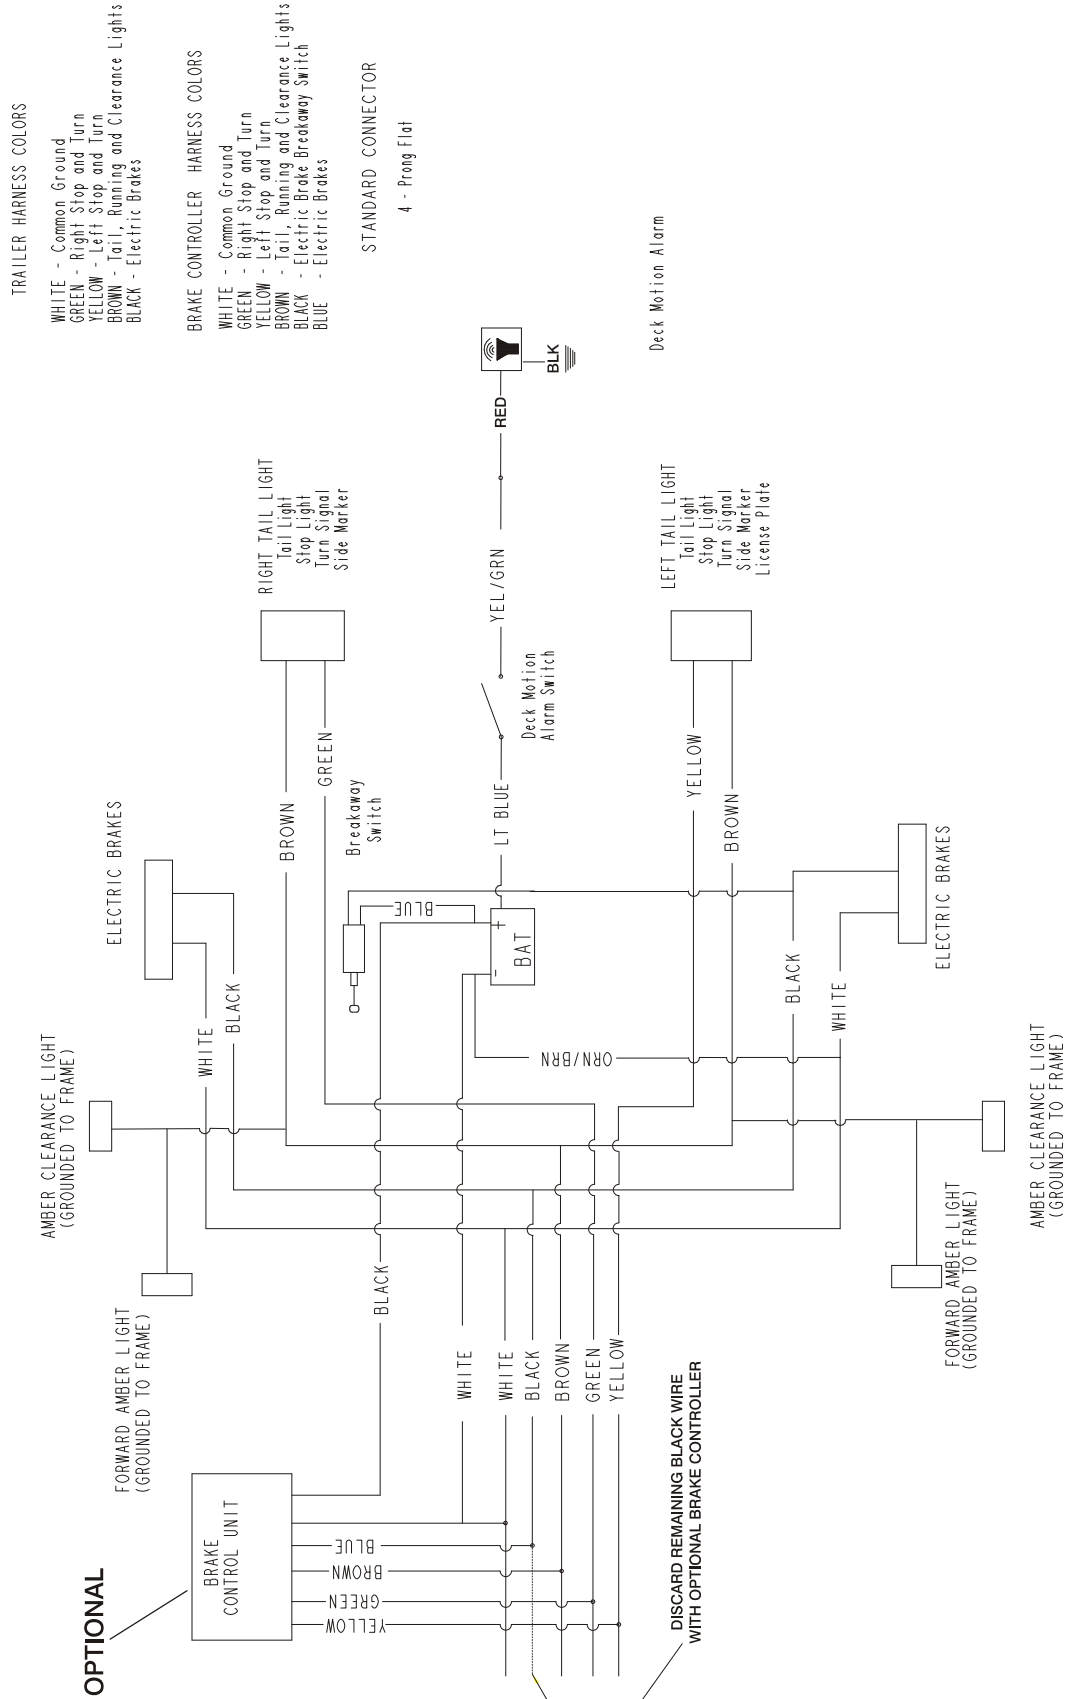 TRAILER HARNESS COLORS
WHITE - Common Ground
GREEN - Right Stop and Turn
YELLOW - Left Stop and Turn
BROWN - Tail, Running and Clearance Lights
BLACK - Electric Brakes
BRAKE CONTROLLER HARNESS COLORS
WHITE - Common Ground
GREEN - Right Stop and Turn
YELLOW - Left Stop and Turn
BROWN - Tail, Running and Clearance Lights
BLACK - Electric Brake Breakaway Switch
BLUE - Electric Brakes
STANDARD CONNECTOR
4 - Prong Flat
Deck Motion Alarm
BLK
RED
RIGHT TAIL LIGHT
Tail Light
Stop Light
Turn Signal
Side Marker
YEL/GRN
LEFT TAIL LIGHT
Tail Light
Stop Light
Turn Signal
Side Marker
License Plate
Deck Motion
Alarm Switch
GREEN
BROWN
LT BLUE
YELLOW
BROWN
ELECTRIC BRAKES
Breakaway
Switch
BLUE
+
-
BAT
ELECTRIC BRAKES
WHITE
BLACK
BLACK
WHITE
ORN/BRN
AMBER CLEARANCE LIGHT
(GROUNDED TO FRAME)
AMBER CLEARANCE LIGHT
(GROUNDED TO FRAME)
FORWARD AMBER LIGHT
(GROUNDED TO FRAME)
FORWARD AMBER LIGHT
(GROUNDED TO FRAME)
BLACK
WHITE
WHITE
BLACK
BROWN
GREEN
YELLOW
BRAKE
CONTROL UNIT
BLUE
BROWN
GREEN
YELLOW
OPTIONAL
DISCARD REMAINING BLACK WIRE
WITH OPTIONAL BRAKE CONTROLLER